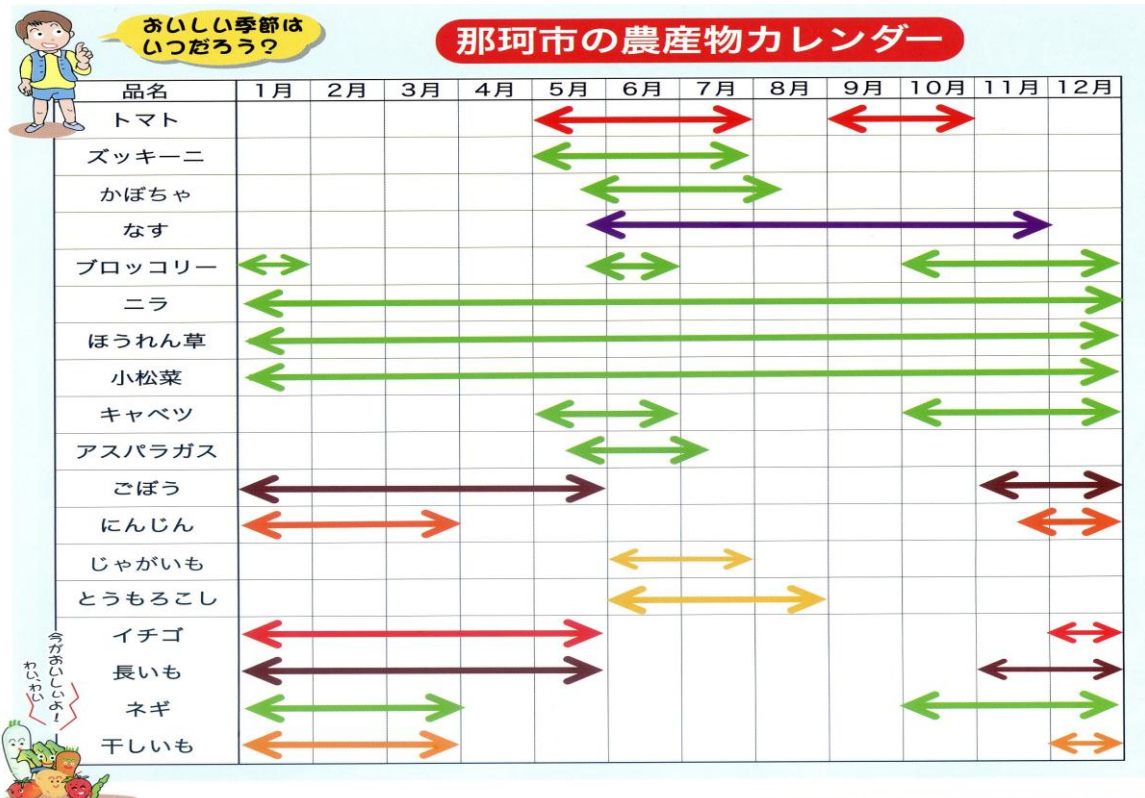 おいしい季節は
いつだろう？
那珂市の農産物カレンダー
品名 1月 2月 3月 4月 5月 6月 7月 8月 9月 10月 11月 12月
トマト
ズッキーニ
かぼちゃ
なす
ブロッコリー
ニラ
ほうれん草
小松菜
キャベツ
アスパラガス
ごぼう
にんじん
じゃがいも
とうもろこし
イチゴ
長いも
ネギ
干しいも
今がおいしいよ！
わい、わい